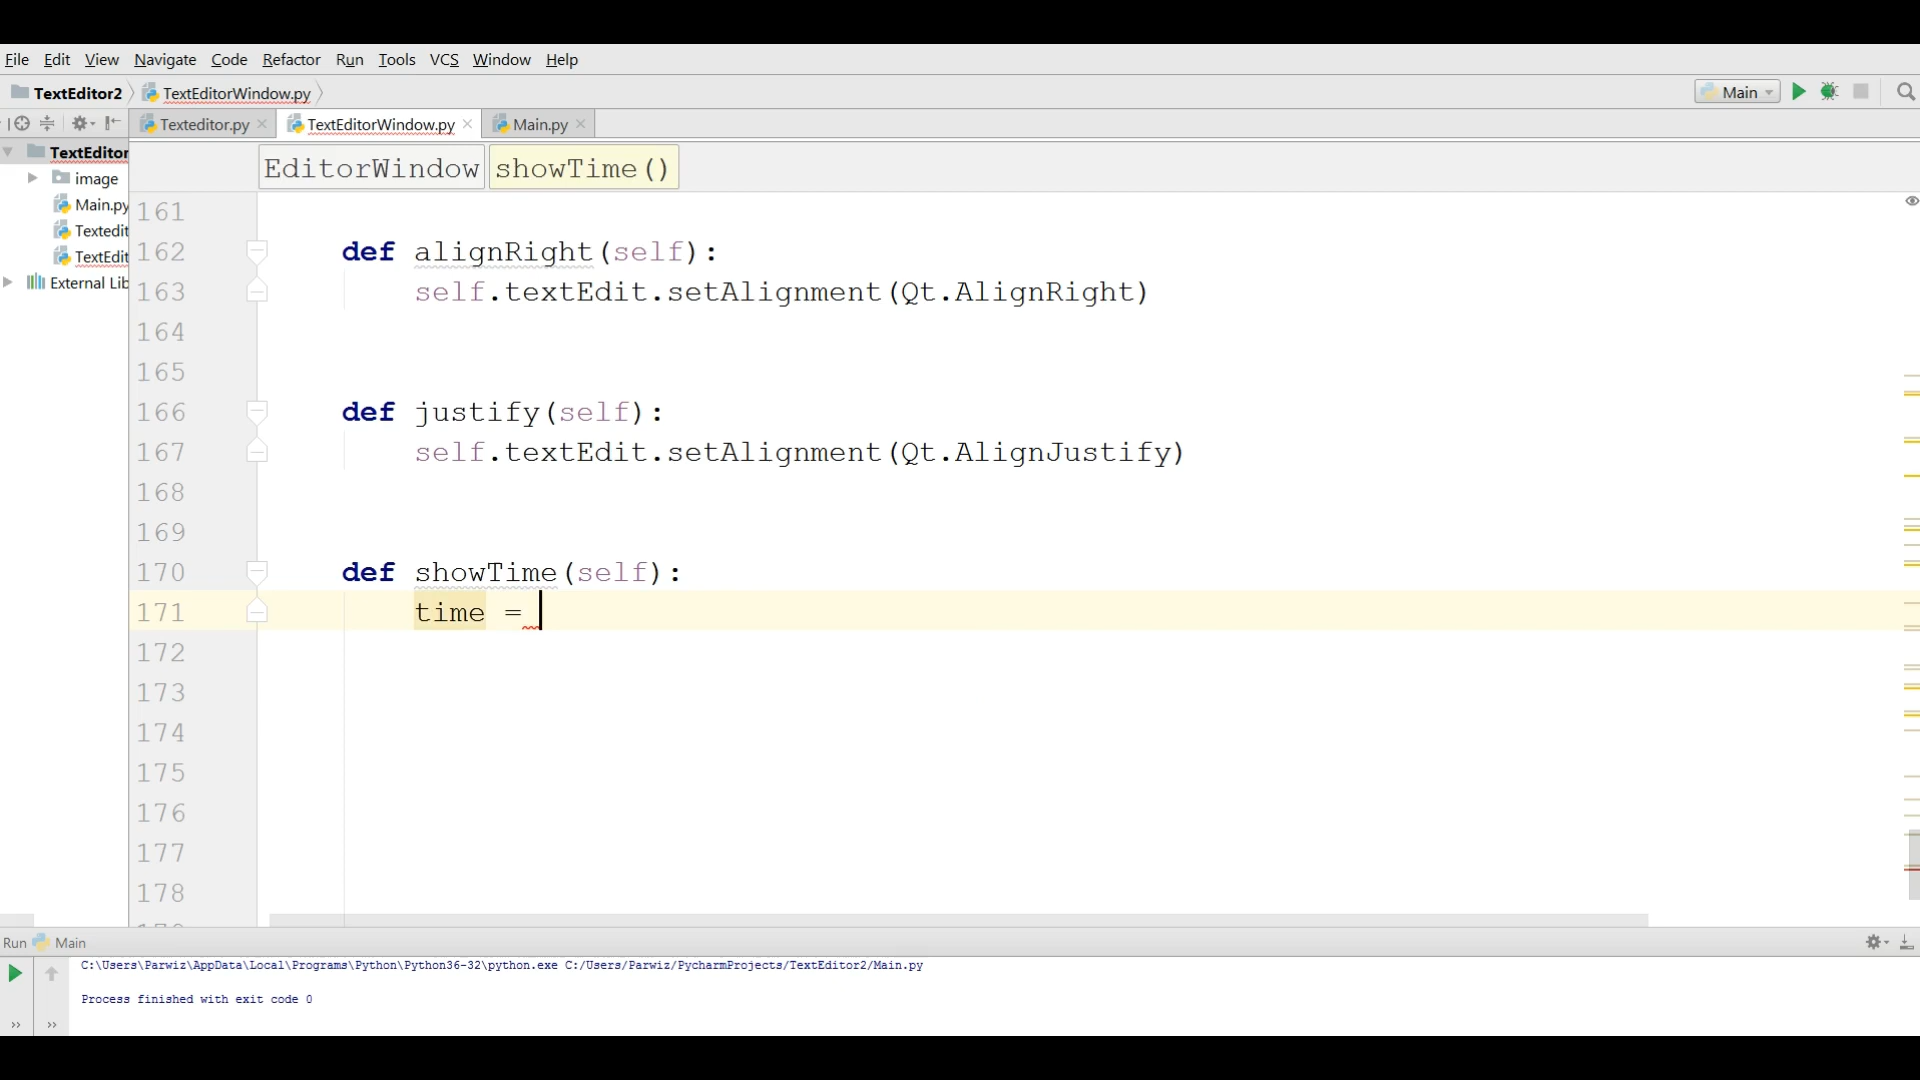 File Edit View Navigate Code Refactor Run Tools VCS Window Help
TextEditor2 TextEditorWindow.py Main
Texteditor.py TextEditorWindow.py Main.py
TextEditor
image
Main.py
Textedit
TextEdit
External Lib
EditorWindow showTime()
161
162 def alignRight(self):
163 self.textEdit.setAlignment(Qt.AlignRight)
164
165
166 def justify(self):
167 self.textEdit.setAlignment(Qt.AlignJustify)
168
169
170 def showTime(self):
171 time =
172
173
174
175
176
177
178
Run Main
C:\Users\Parwiz\AppData\Local\Programs\Python\Python36-32\python.exe C:/Users/Parwiz/PycharmProjects/TextEditor2/Main.py
Process finished with exit code 0